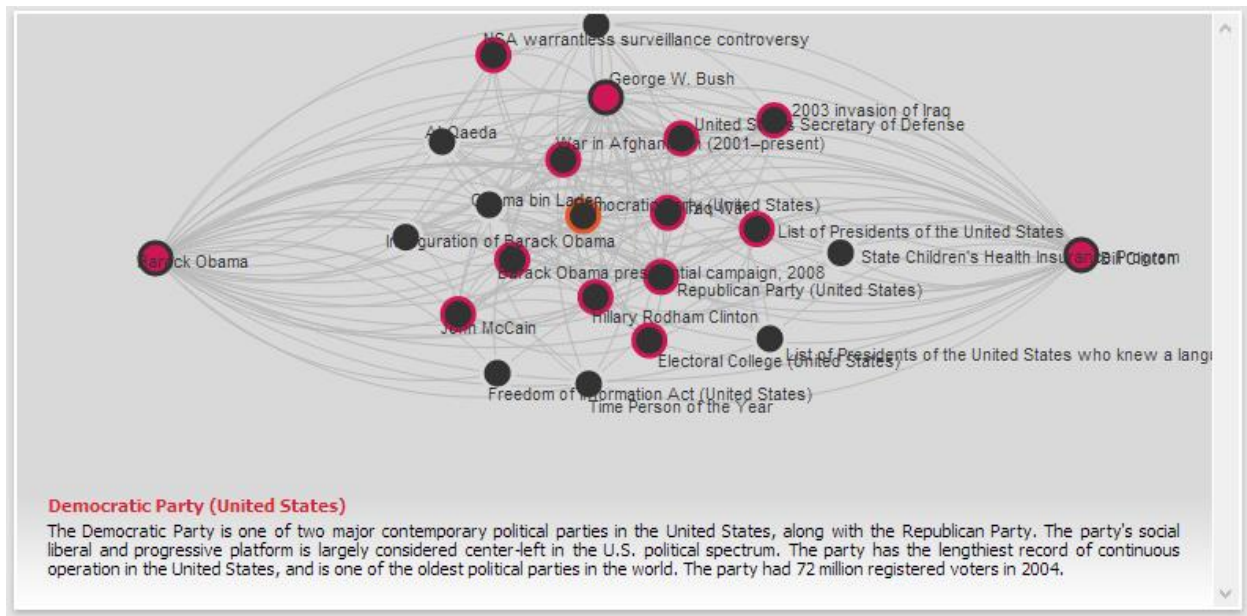 NSA warrantless surveillance controversy
George W. Bush
2003 invasion of Iraq
United States Secretary of Defense
Al-Qaeda
War in Afghanistan (2001–present)
Osama bin Laden
Democratic Party (United States)
Iraq War
List of Presidents of the United States
Inauguration of Barack Obama
State Children's Health Insurance Program
Bill Clinton
Barack Obama
Barack Obama presidential campaign, 2008
Republican Party (United States)
Hillary Rodham Clinton
John McCain
List of Presidents of the United States who knew a langu
Electoral College (United States)
Freedom of Information Act (United States)
Time Person of the Year
Democratic Party (United States)
The Democratic Party is one of two major contemporary political parties in the United States, along with the Republican Party. The party's social
liberal and progressive platform is largely considered center-left in the U.S. political spectrum. The party has the lengthiest record of continuous
operation in the United States, and is one of the oldest political parties in the world. The party had 72 million registered voters in 2004.